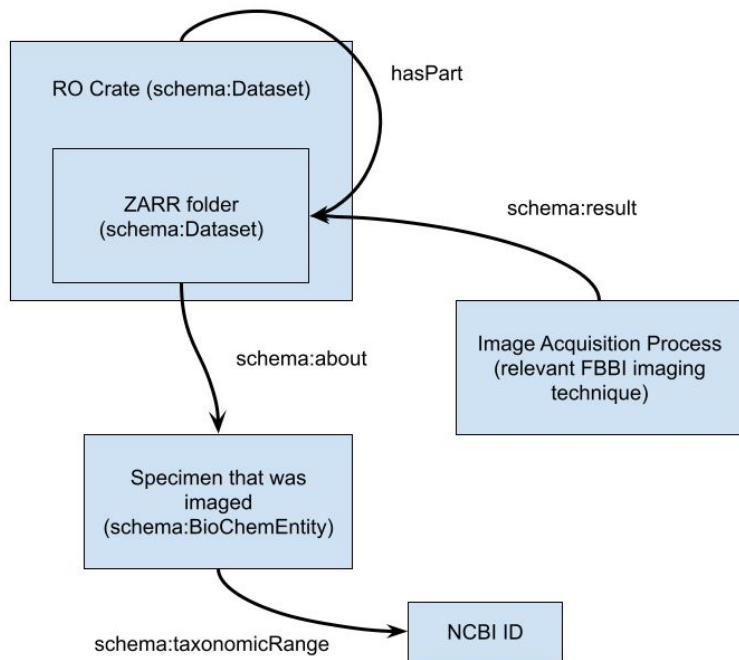 hasPart
RO Crate (schema:Dataset)
ZARR folder
(schema:Dataset)
schema:result
Image Acquisition Process
(relevant FBBI imaging
technique)
schema:about
Specimen that was
imaged
(schema:BioChemEntity)
schema:taxonomicRange
NCBI ID